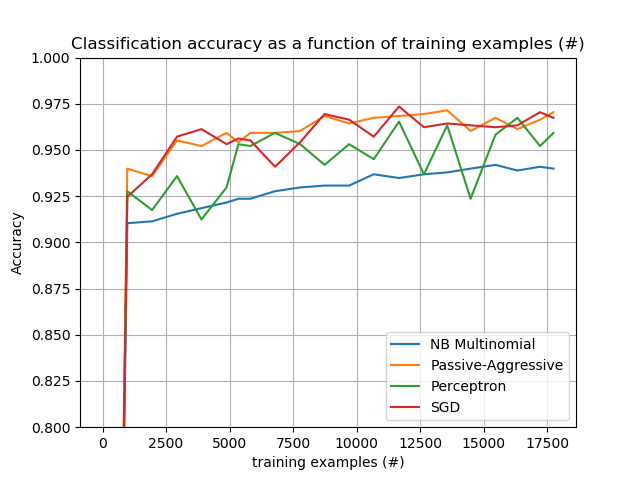 Classification accuracy as a function of training examples (#)
1.000
0.975
0.950
0.925
0.900
0.875
0.850
0.825
0.800
Accuracy
NB Multinomial
Passive-Aggressive
Perceptron
SGD
0 2500 5000 7500 10000 12500 15000 17500
training examples (#)